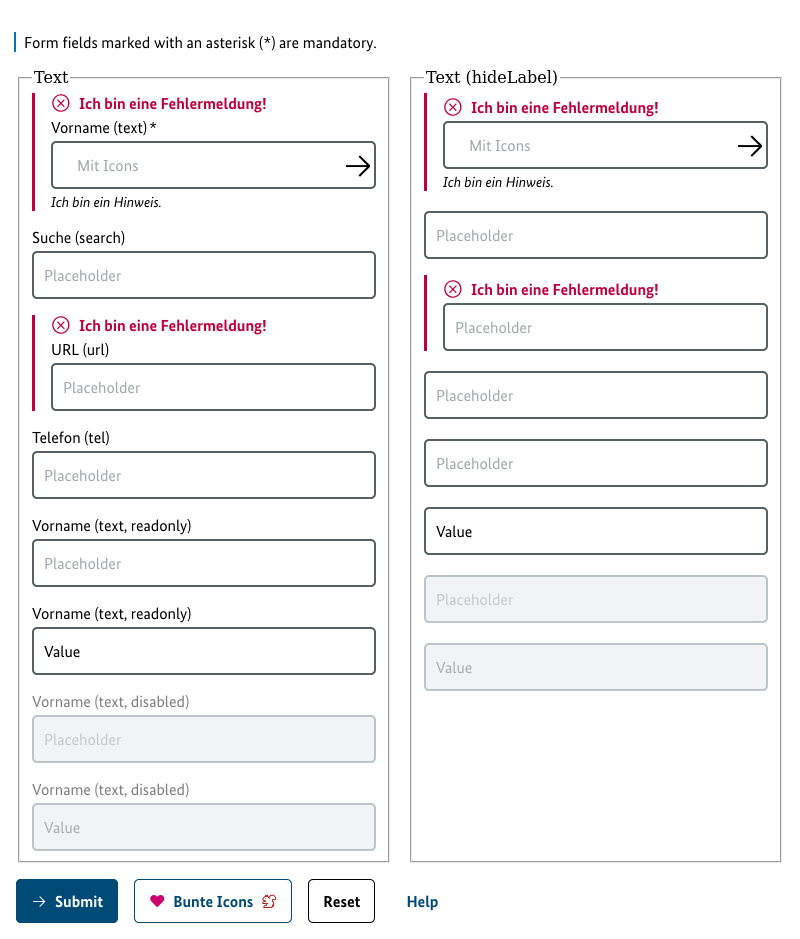 Form fields marked with an asterisk (*) are mandatory.
Text
Ich bin eine Fehlermeldung!
Vorname (text) *
Mit Icons
Ich bin ein Hinweis.
Suche (search)
Placeholder
Ich bin eine Fehlermeldung!
URL (url)
Placeholder
Telefon (tel)
Placeholder
Vorname (text, readonly)
Placeholder
Vorname (text, readonly)
Value
Vorname (text, disabled)
Placeholder
Vorname (text, disabled)
Value
Text (hideLabel)
Ich bin eine Fehlermeldung!
Mit Icons
Ich bin ein Hinweis.
Placeholder
Ich bin eine Fehlermeldung!
Placeholder
Placeholder
Placeholder
Value
Placeholder
Value
Submit
Bunte Icons
Reset
Help